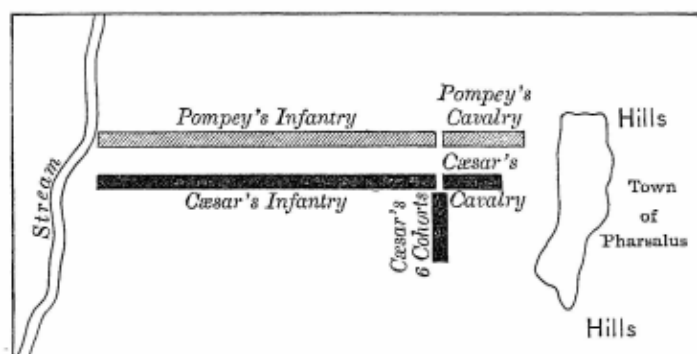 Pompey's Infantry
Pompey's
Cavalry
Hills
Stream
Cæsar's Infantry
Cæsar's
Cavalry
Cæsar's
6 Cohorts
Town
of
Pharsalus
Hills